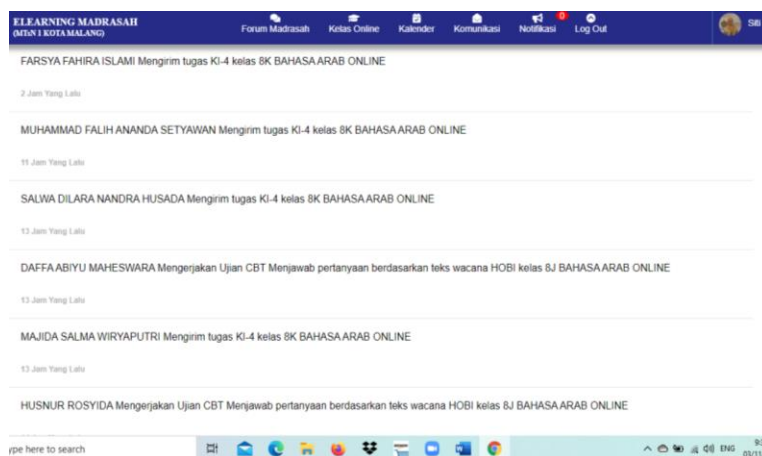 ELEARNING MADRASAH
(MTsN 1 KOTA MALANG)
Forum Madrasah
Kelas Online
Kalender
Komunikasi
0
Notifikasi
Log Out
Siti
FARSYA FAHIRA ISLAMI Mengirim tugas KI-4 kelas 8K BAHASA ARAB ONLINE
2 Jam Yang Lalu
MUHAMMAD FALIH ANANDA SETYAWAN Mengirim tugas KI-4 kelas 8K BAHASA ARAB ONLINE
11 Jam Yang Lalu
SALWA DILARA NANDRA HUSADA Mengirim tugas KI-4 kelas 8K BAHASA ARAB ONLINE
13 Jam Yang Lalu
DAFFA ABIYU MAHESWARA Mengerjakan Ujian CBT Menjawab pertanyaan berdasarkan teks wacana HOBI kelas 8J BAHASA ARAB ONLINE
13 Jam Yang Lalu
MAJIDA SALMA WIRYAPUTRI Mengirim tugas KI-4 kelas 8K BAHASA ARAB ONLINE
13 Jam Yang Lalu
HUSNUR ROSYIDA Mengerjakan Ujian CBT Menjawab pertanyaan berdasarkan teks wacana HOBI kelas 8J BAHASA ARAB ONLINE
ype here to search
ENG
03/11